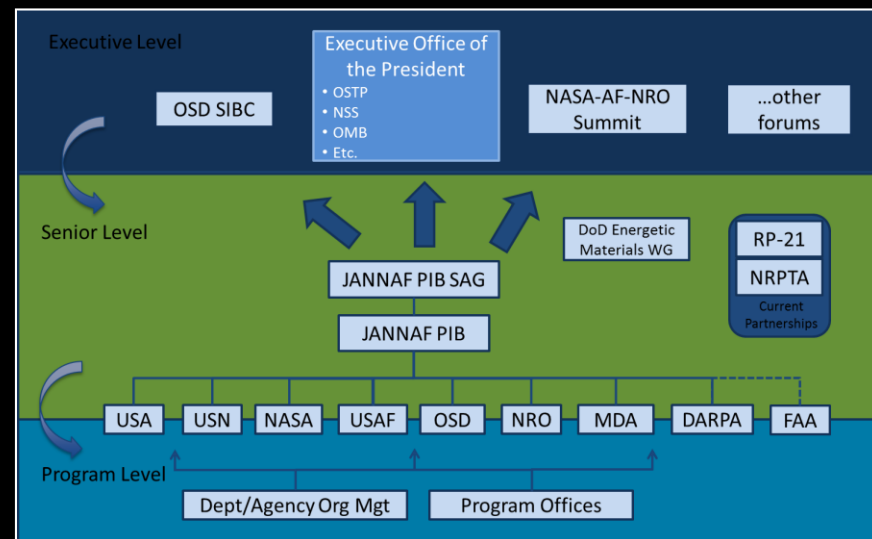 Executive Level
Executive Office of
the President
• OSTP
• NSS
• OMB
• Etc.
OSD SIBC
NASA-AF-NRO
Summit
...other
forums
Senior Level
DoD Energetic
Materials WG
RP-21
NRPTA
Current
Partnerships
JANNAF PIB SAG
JANNAF PIB
USA
USN
NASA
USAF
OSD
NRO
MDA
DARPA
FAA
Program Level
Dept/Agency Org Mgt
Program Offices